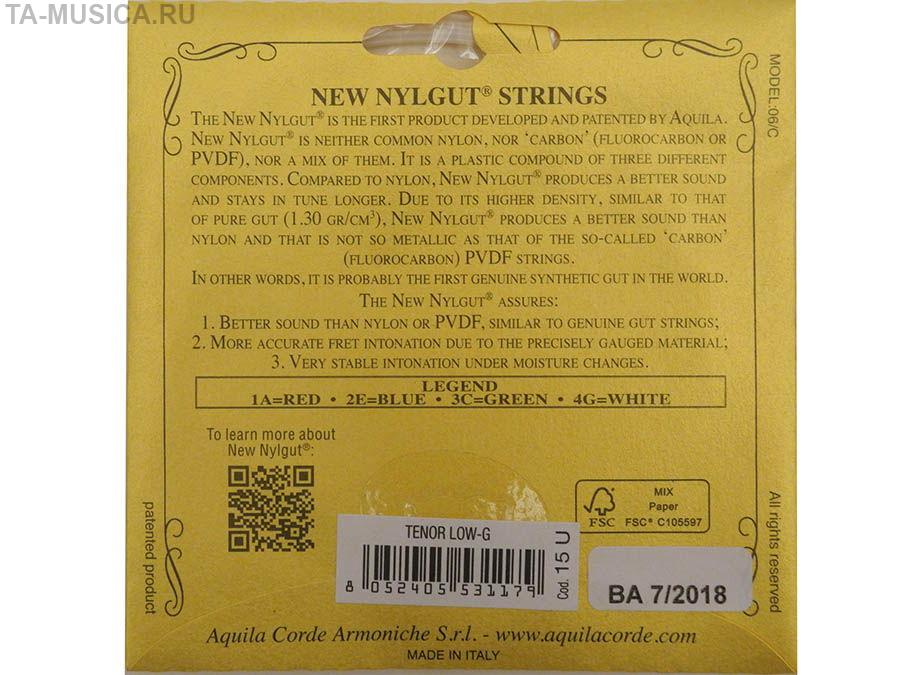 TA-MUSICA.RU
NEW NYLGUT® STRINGS
THE NEW NYLGUT® IS THE FIRST PRODUCT DEVELOPED AND PATENTED BY AQUILA.
NEW NYLGUT® IS NEITHER COMMON NYLON, NOR ‘CARBON’ (FLUOROCARBON OR
PVDF), NOR A MIX OF THEM. IT IS A PLASTIC COMPOUND OF THREE DIFFERENT
COMPONENTS. COMPARED TO NYLON, NEW NYLGUT® PRODUCES A BETTER SOUND
AND STAYS IN TUNE LONGER. DUE TO ITS HIGHER DENSITY, SIMILAR TO THAT
OF PURE GUT (1.30 GR/CM³), NEW NYLGUT® PRODUCES A BETTER SOUND THAN
NYLON AND THAT IS NOT SO METALLIC AS THAT OF THE SO-CALLED ‘CARBON’
(FLUOROCARBON) PVDF STRINGS.
IN OTHER WORDS, IT IS PROBABLY THE FIRST GENUINE SYNTHETIC GUT IN THE WORLD.
THE NEW NYLGUT® ASSURES:
1. BETTER SOUND THAN NYLON OR PVDF, SIMILAR TO GENUINE GUT STRINGS;
2. MORE ACCURATE FRET INTONATION DUE TO THE PRECISELY GAUGED MATERIAL;
3. VERY STABLE INTONATION UNDER MOISTURE CHANGES.
LEGEND
1A=RED • 2E=BLUE • 3C=GREEN • 4G=WHITE
MODEL:06/C
To learn more about
New Nylgut®:
MIX
Paper
FSC
FSC® C105597
TENOR LOW-G
8 052405 531179
Cod. 15 U
BA 7/2018
patented product
All rights reserved
Aquila Corde Armoniche S.r.l. - www.aquilacorde.com
MADE IN ITALY